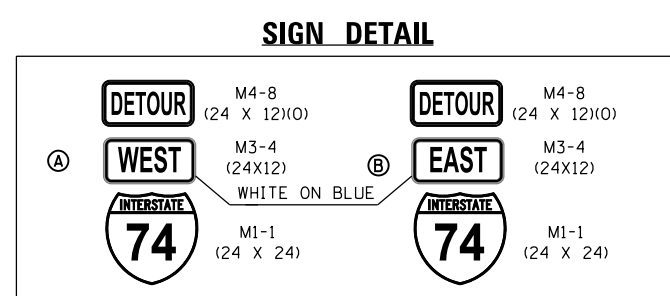 SIGN DETAIL
DETOUR
M4-8
(24 X 12)(O)
Ⓐ
WEST
M3-4
(24X12)
INTERSTATE
74
M1-1
(24 X 24)
WHITE ON BLUE
DETOUR
M4-8
(24 X 12)(O)
Ⓑ
EAST
M3-4
(24X12)
INTERSTATE
74
M1-1
(24 X 24)